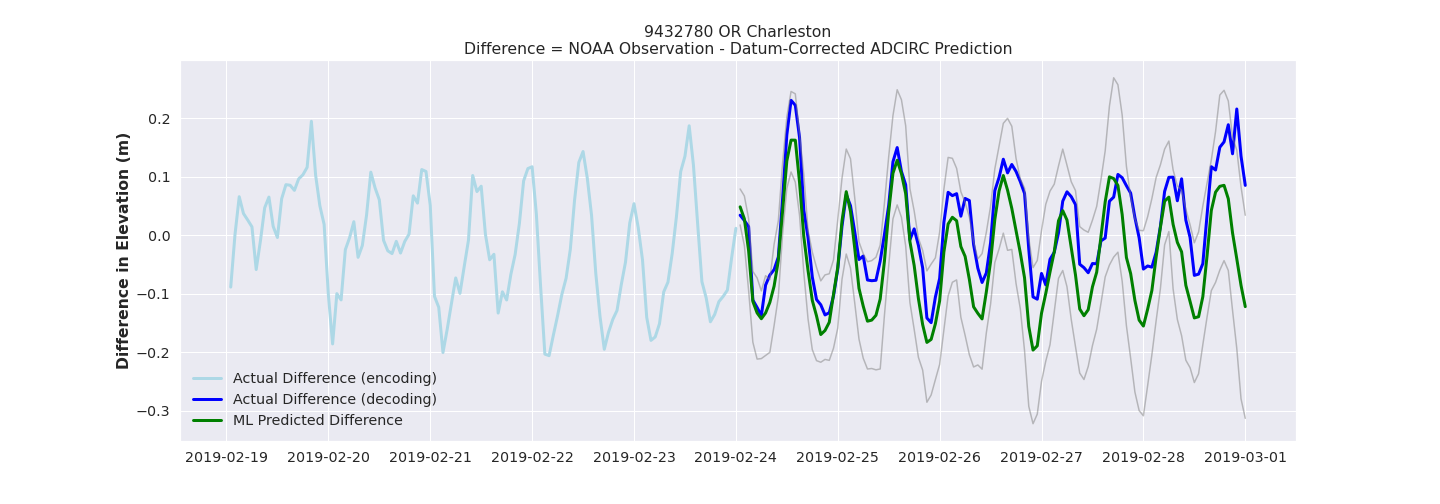 9432780 OR Charleston
Difference = NOAA Observation - Datum-Corrected ADCIRC Prediction
Difference in Elevation (m)
0.2
0.1
0.0
−0.1
−0.2
−0.3
Actual Difference (encoding)
Actual Difference (decoding)
ML Predicted Difference
2019-02-19 2019-02-20 2019-02-21 2019-02-22 2019-02-23 2019-02-24 2019-02-25 2019-02-26 2019-02-27 2019-02-28 2019-03-01